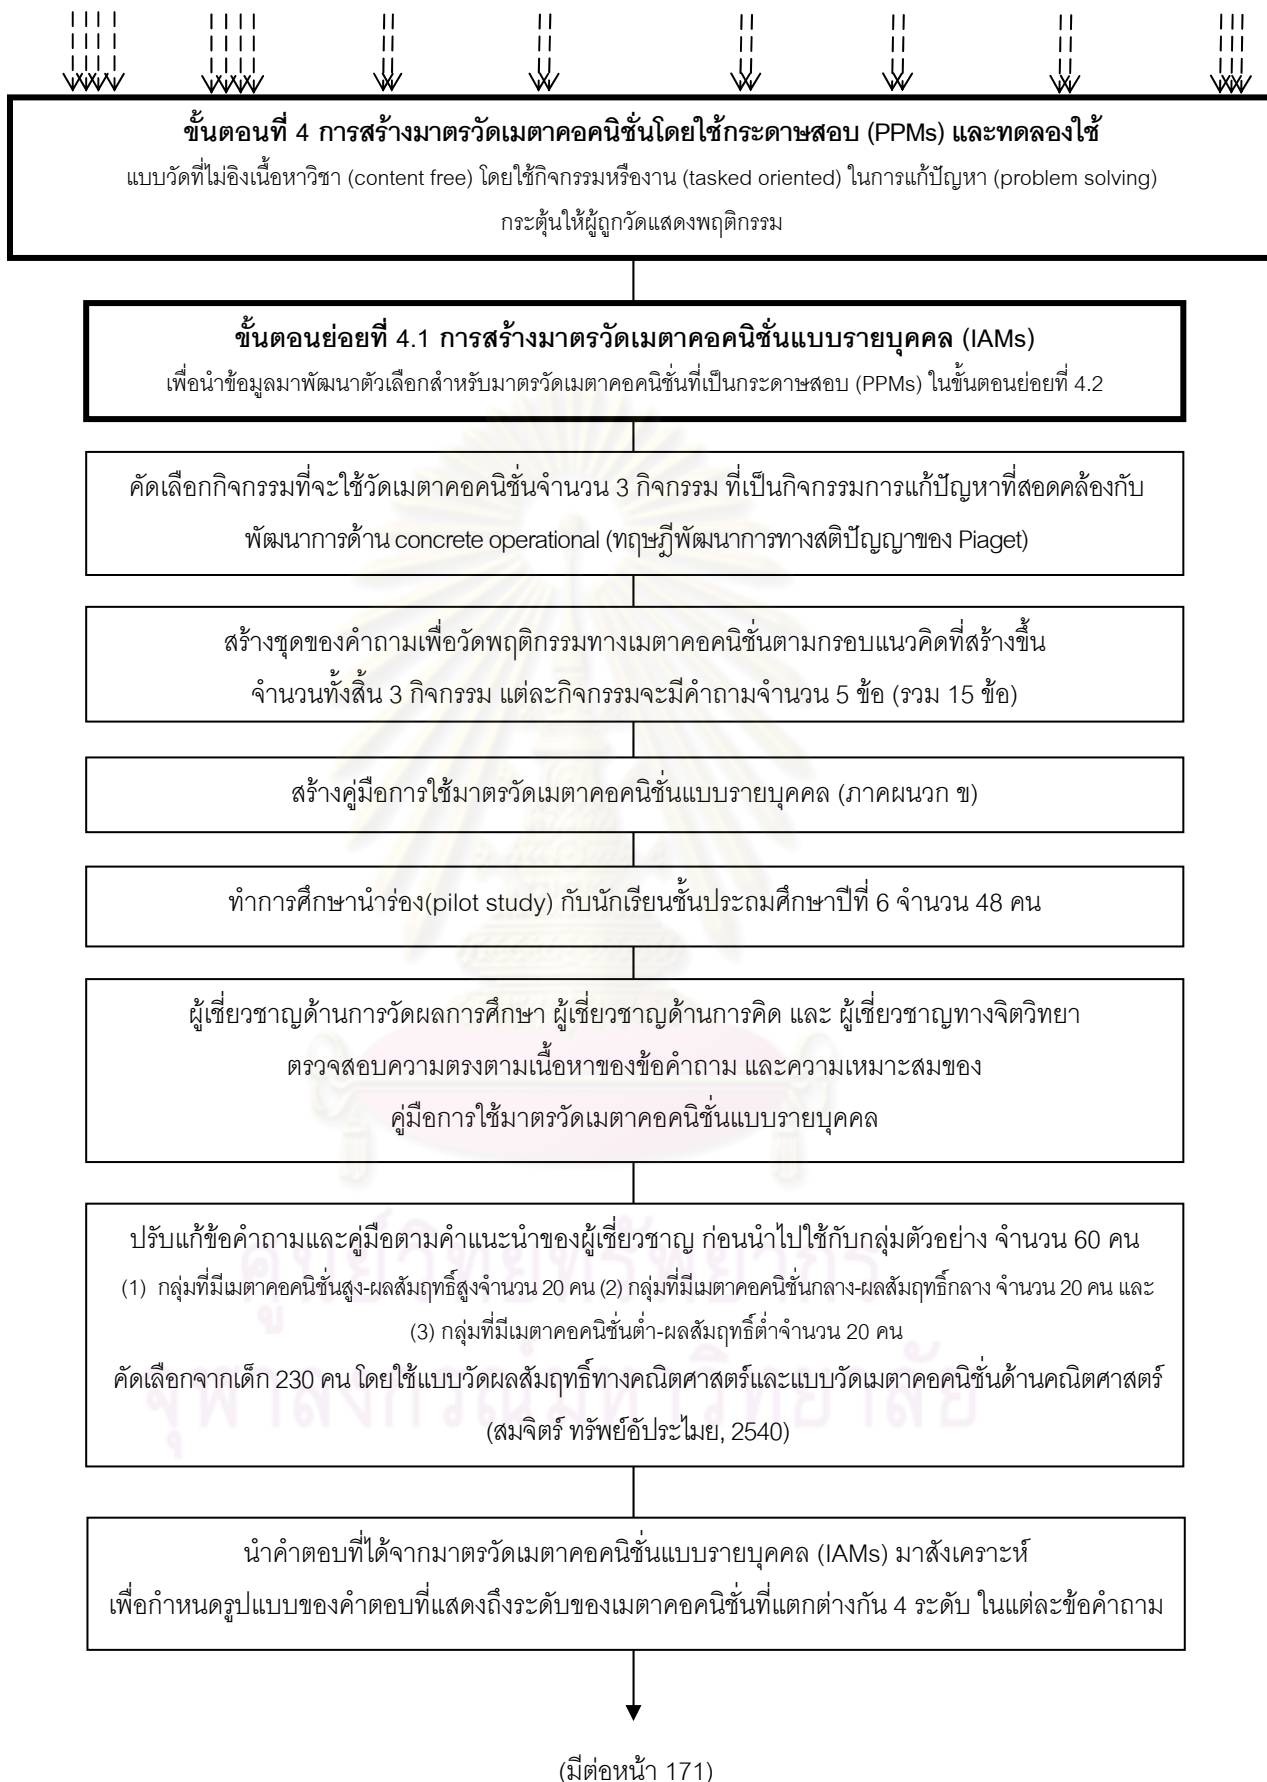 ขั้นตอนที่ 4 การสร้างมาตรวัดเมตาคอคนิชั่นโดยใช้กระดาษสอบ (PPMs) และทดลองใช้
แบบวัดที่ไม่อิงเนื้อหาวิชา (content free) โดยใช้กิจกรรมหรืองาน (tasked oriented) ในการแก้ปัญหา (problem solving)
กระตุ้นให้ผู้ถูกวัดแสดงพฤติกรรม
ขั้นตอนย่อยที่ 4.1 การสร้างมาตรวัดเมตาคอคนิชั่นแบบรายบุคคล (IAMs)
เพื่อนำข้อมูลมาพัฒนาตัวเลือกสำหรับมาตรวัดเมตาคอคนิชั่นที่เป็นกระดาษสอบ (PPMs) ในขั้นตอนย่อยที่ 4.2
คัดเลือกกิจกรรมที่จะใช้วัดเมตาคอคนิชั่นจำนวน 3 กิจกรรม ที่เป็นกิจกรรมการแก้ปัญหาที่สอดคล้องกับ
พัฒนาการด้าน concrete operational (ทฤษฎีพัฒนาการทางสติปัญญาของ Piaget)
สร้างชุดของคำถามเพื่อวัดพฤติกรรมทางเมตาคอคนิชั่นตามกรอบแนวคิดที่สร้างขึ้น
จำนวนทั้งสิ้น 3 กิจกรรม แต่ละกิจกรรมจะมีคำถามจำนวน 5 ข้อ (รวม 15 ข้อ)
สร้างคู่มือการใช้มาตรวัดเมตาคอคนิชั่นแบบรายบุคคล (ภาคผนวก ข)
ทำการศึกษานำร่อง(pilot study) กับนักเรียนชั้นประถมศึกษาปีที่ 6 จำนวน 48 คน
ผู้เชี่ยวชาญด้านการวัดผลการศึกษา ผู้เชี่ยวชาญด้านการคิด และ ผู้เชี่ยวชาญทางจิตวิทยา
ตรวจสอบความตรงตามเนื้อหาของข้อคำถาม และความเหมาะสมของ
คู่มือการใช้มาตรวัดเมตาคอคนิชั่นแบบรายบุคคล
ปรับแก้ข้อคำถามและคู่มือตามคำแนะนำของผู้เชี่ยวชาญ ก่อนนำไปใช้กับกลุ่มตัวอย่าง จำนวน 60 คน
(1) กลุ่มที่มีเมตาคอคนิชั่นสูง-ผลสัมฤทธิ์สูงจำนวน 20 คน (2) กลุ่มที่มีเมตาคอคนิชั่นกลาง-ผลสัมฤทธิ์กลาง จำนวน 20 คน และ
(3) กลุ่มที่มีเมตาคอคนิชั่นต่ำ-ผลสัมฤทธิ์ต่ำจำนวน 20 คน
คัดเลือกจากเด็ก 230 คน โดยใช้แบบวัดผลสัมฤทธิ์ทางคณิตศาสตร์และแบบวัดเมตาคอคนิชั่นด้านคณิตศาสตร์
(สมจิตร์ ทรัพย์อัประไมย, 2540)
ศูนย์วิทยทรัพยากร
จุฬาลงกรณ์มหาวิทยาลัย
นำคำตอบที่ได้จากมาตรวัดเมตาคอคนิชั่นแบบรายบุคคล (IAMs) มาสังเคราะห์
เพื่อกำหนดรูปแบบของคำตอบที่แสดงถึงระดับของเมตาคอคนิชั่นที่แตกต่างกัน 4 ระดับ ในแต่ละข้อคำถาม
(มีต่อหน้า 171)